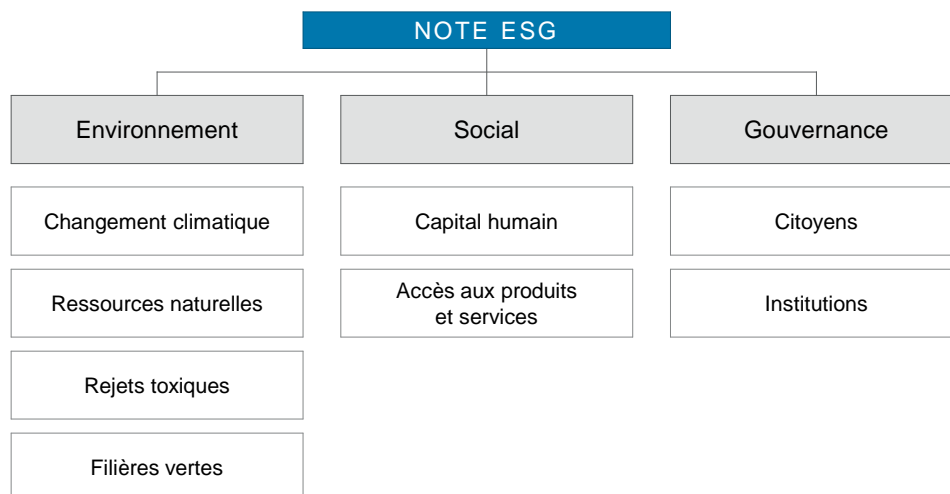 NOTE ESG
Environnement
Social
Gouvernance
Changement climatique
Capital humain
Citoyens
Ressources naturelles
Accès aux produits
et services
Institutions
Rejets toxiques
Filières vertes